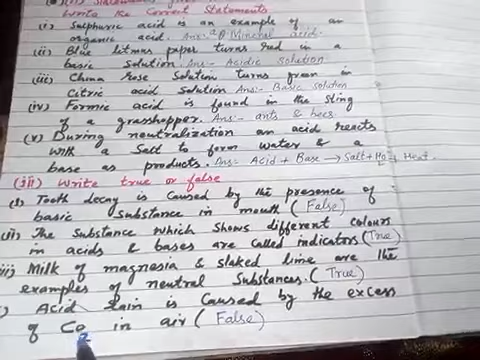 Write the Correct Statements
(i) Sulphuric acid is an example of an
organic acid. Ans:- Mineral acid.
(ii) Blue litmus paper turns red in a
basic solution. Ans:- Acidic solution
(iii) China rose Solution turns green in
Citric acid Solution Ans:- Basic solution
(iv) Formic acid is found in the sting
of a grasshopper. Ans:- ants & bees.
(v) During neutralization an acid reacts
with a Salt to form water & a
base as products. Ans:- Acid + Base → Salt + H₂O + Heat.
(iii) Write true or false
(i) Tooth decay is caused by the presence of
basic Substance in mouth (False)
(ii) The Substance which shows different colours
in acids & bases are called indicators (True)
iii) Milk of magnesia & slaked lime are the
examples of neutral Substances. (True)
) Acid Rain is Caused by the excess
of CO₂ in air (False)